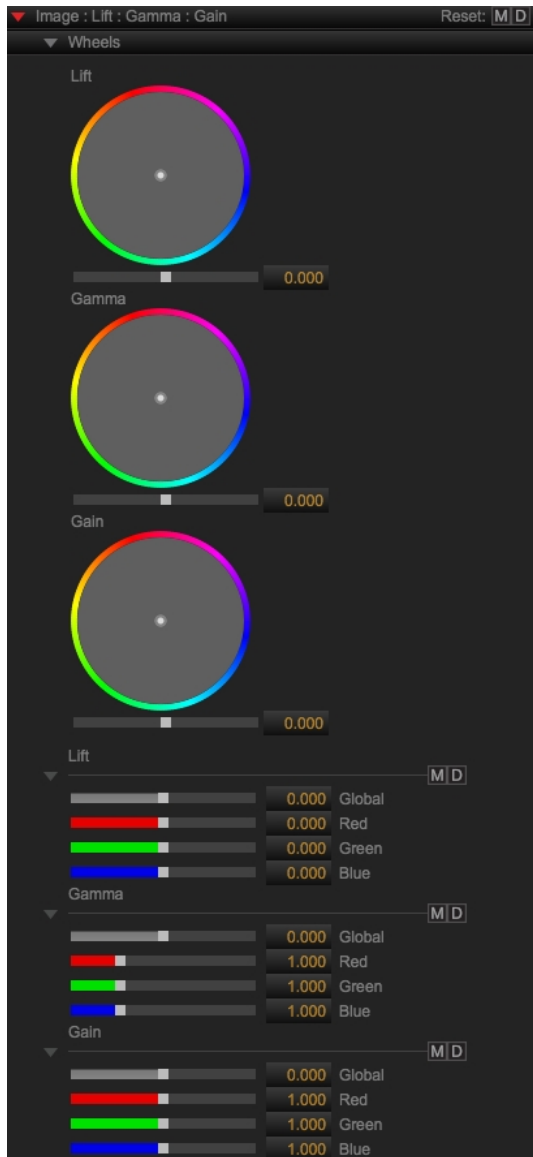 Image : Lift : Gamma : Gain Reset: M D
Wheels
Lift
0.000
Gamma
0.000
Gain
0.000
Lift
M D
0.000 Global
0.000 Red
0.000 Green
0.000 Blue
Gamma
M D
0.000 Global
1.000 Red
1.000 Green
1.000 Blue
Gain
M D
0.000 Global
1.000 Red
1.000 Green
1.000 Blue